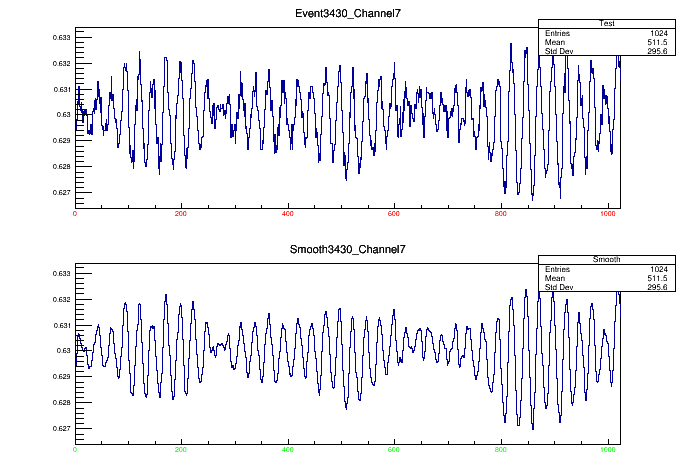 Event3430_Channel7
Test
Entries 1024
Mean 511.5
Std Dev 295.6
0.633
0.632
0.631
0.63
0.629
0.628
0.627
0 200 400 600 800 1000
Smooth3430_Channel7
Smooth
Entries 1024
Mean 511.5
Std Dev 295.6
0.633
0.632
0.631
0.63
0.629
0.628
0.627
0 200 400 600 800 1000